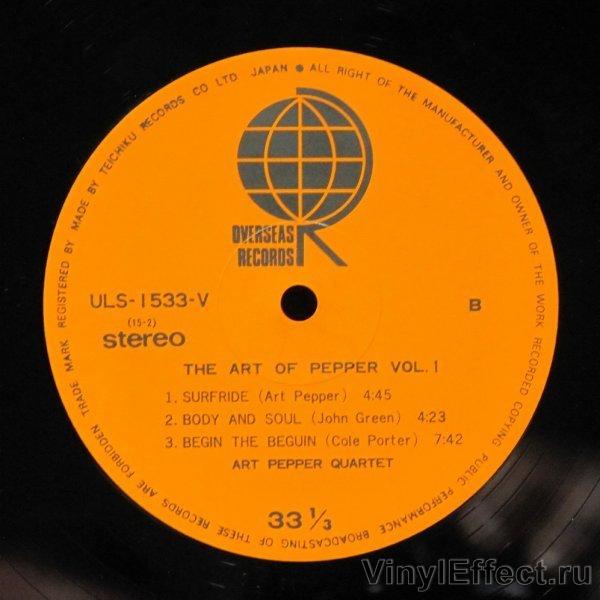 TRADE MARK REGISTERED BY MADE BY TEICHIKU RECORDS CO LTD. JAPAN ● ALL RIGHT OF THE MANUFACTURER AND OWNER OF THE WORK RECORDED COPYING PUBLIC PERFORMANCE BROADCASTING OF THESE RECORDS ARE FORBIDDEN
OVERSEAS
RECORDS
ULS-1533-V
B
(15-2)
stereo
THE ART OF PEPPER VOL.1
1. SURFRIDE (Art Pepper) 4:45
2. BODY AND SOUL (John Green) 4:23
3. BEGIN THE BEGUIN (Cole Porter) 7:42
ART PEPPER QUARTET
33 1/3
VinylEffect.ru